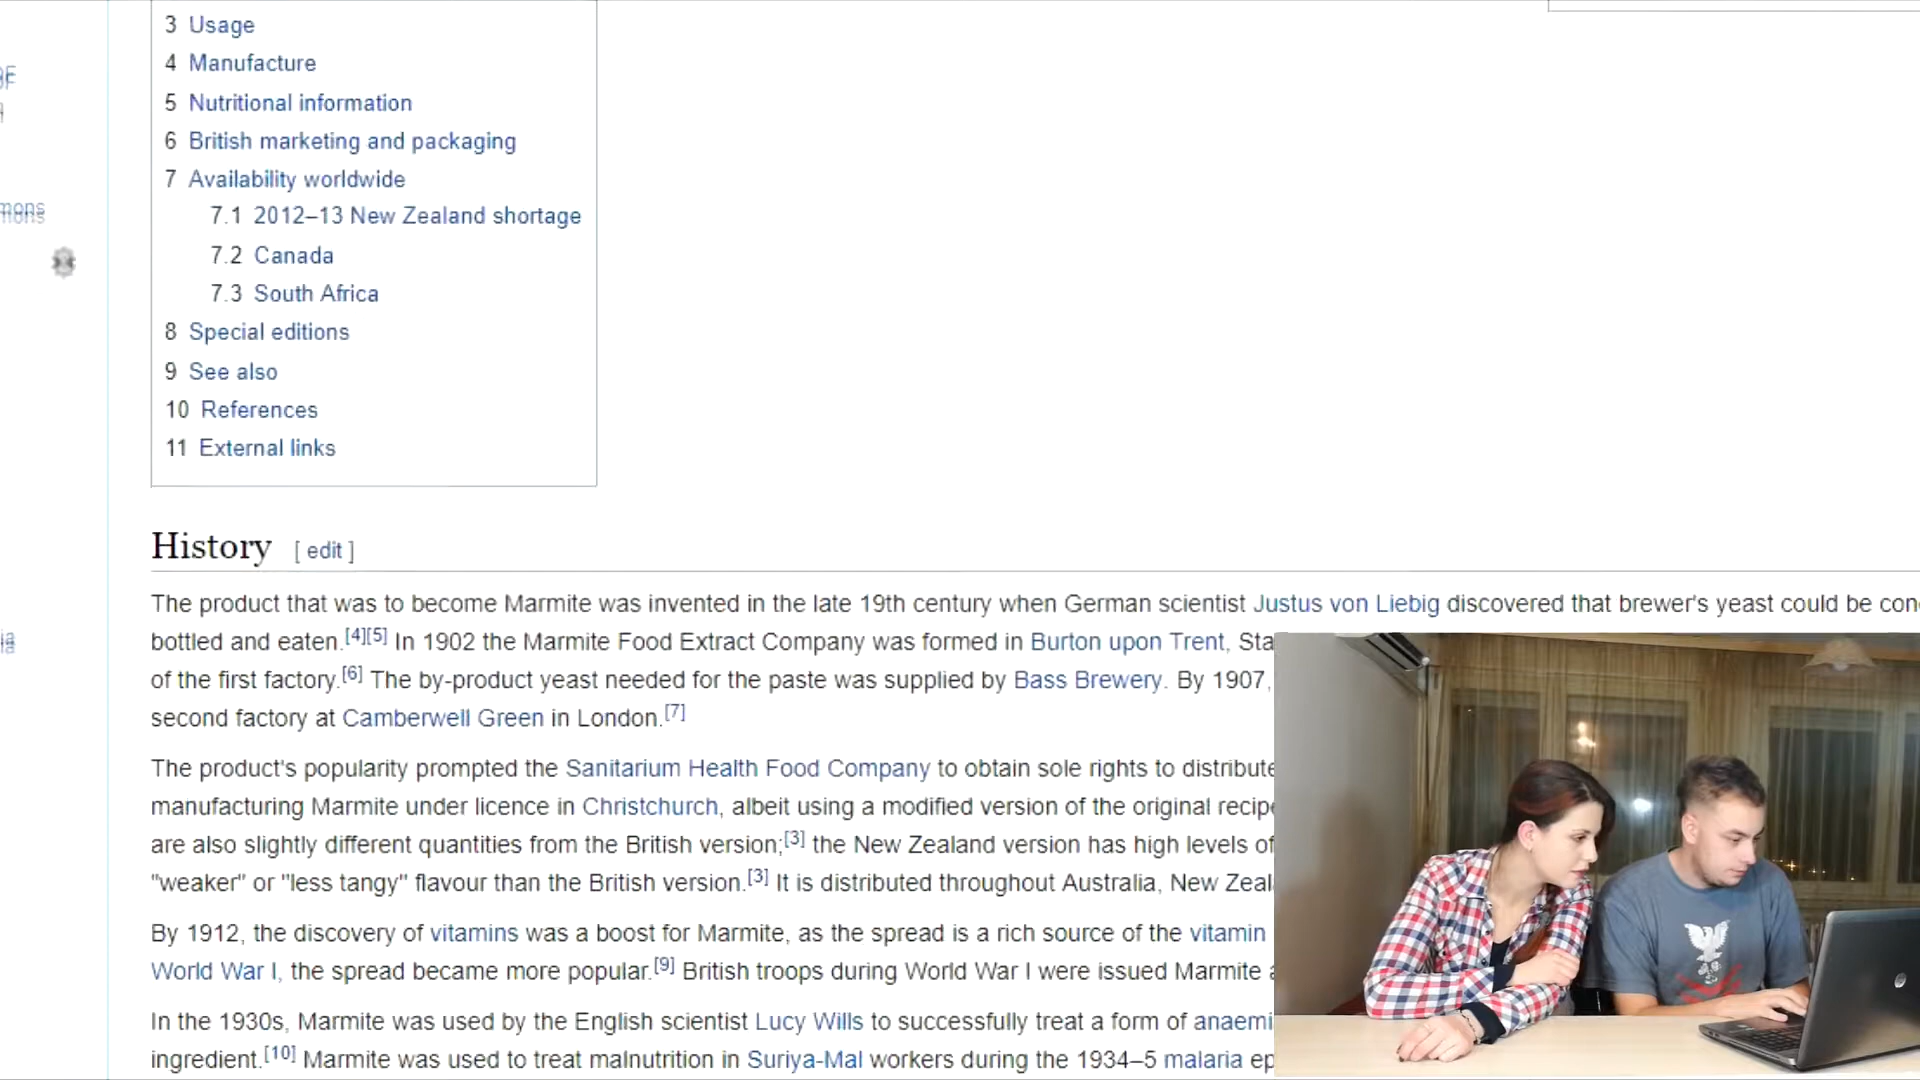 3 Usage
4 Manufacture
5 Nutritional information
6 British marketing and packaging
7 Availability worldwide
7.1 2012–13 New Zealand shortage
7.2 Canada
7.3 South Africa
8 Special editions
9 See also
10 References
11 External links
mons
History [ edit ]
The product that was to become Marmite was invented in the late 19th century when German scientist Justus von Liebig discovered that brewer's yeast could be con
bottled and eaten.[4][5] In 1902 the Marmite Food Extract Company was formed in Burton upon Trent, Sta
of the first factory.[6] The by-product yeast needed for the paste was supplied by Bass Brewery. By 1907,
second factory at Camberwell Green in London.[7]
The product's popularity prompted the Sanitarium Health Food Company to obtain sole rights to distribute
manufacturing Marmite under licence in Christchurch, albeit using a modified version of the original recipe
are also slightly different quantities from the British version;[3] the New Zealand version has high levels of
"weaker" or "less tangy" flavour than the British version.[3] It is distributed throughout Australia, New Zeal
By 1912, the discovery of vitamins was a boost for Marmite, as the spread is a rich source of the vitamin
World War I, the spread became more popular.[9] British troops during World War I were issued Marmite a
In the 1930s, Marmite was used by the English scientist Lucy Wills to successfully treat a form of anaemi
ingredient.[10] Marmite was used to treat malnutrition in Suriya-Mal workers during the 1934–5 malaria ep